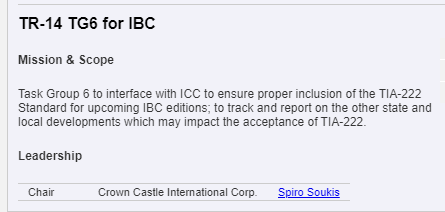 TR-14 TG6 for IBC
Mission & Scope
Task Group 6 to interface with ICC to ensure proper inclusion of the TIA-222
Standard for upcoming IBC editions; to track and report on the other state and
local developments which may impact the acceptance of TIA-222.
Leadership
Chair Crown Castle International Corp. Spiro Soukis